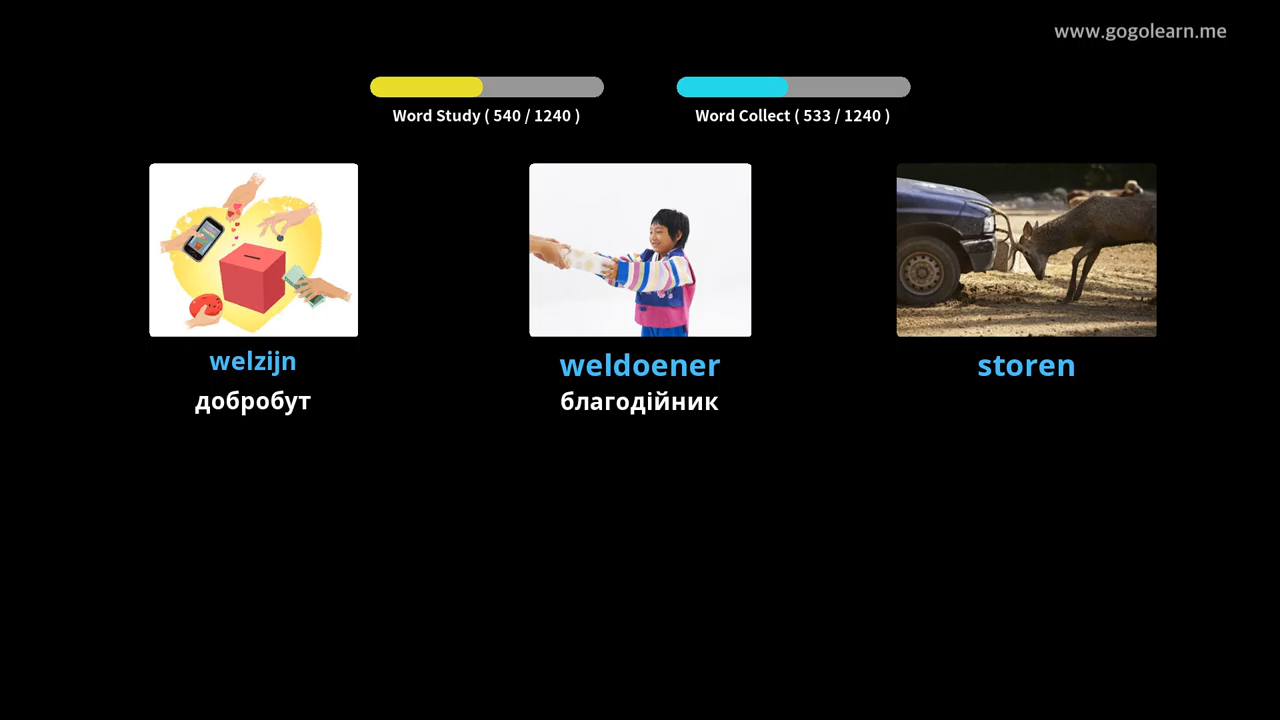 www.gogolearn.me
Word Study ( 540 / 1240 )
Word Collect ( 533 / 1240 )
welzijn
добробут
weldoener
благодійник
storen